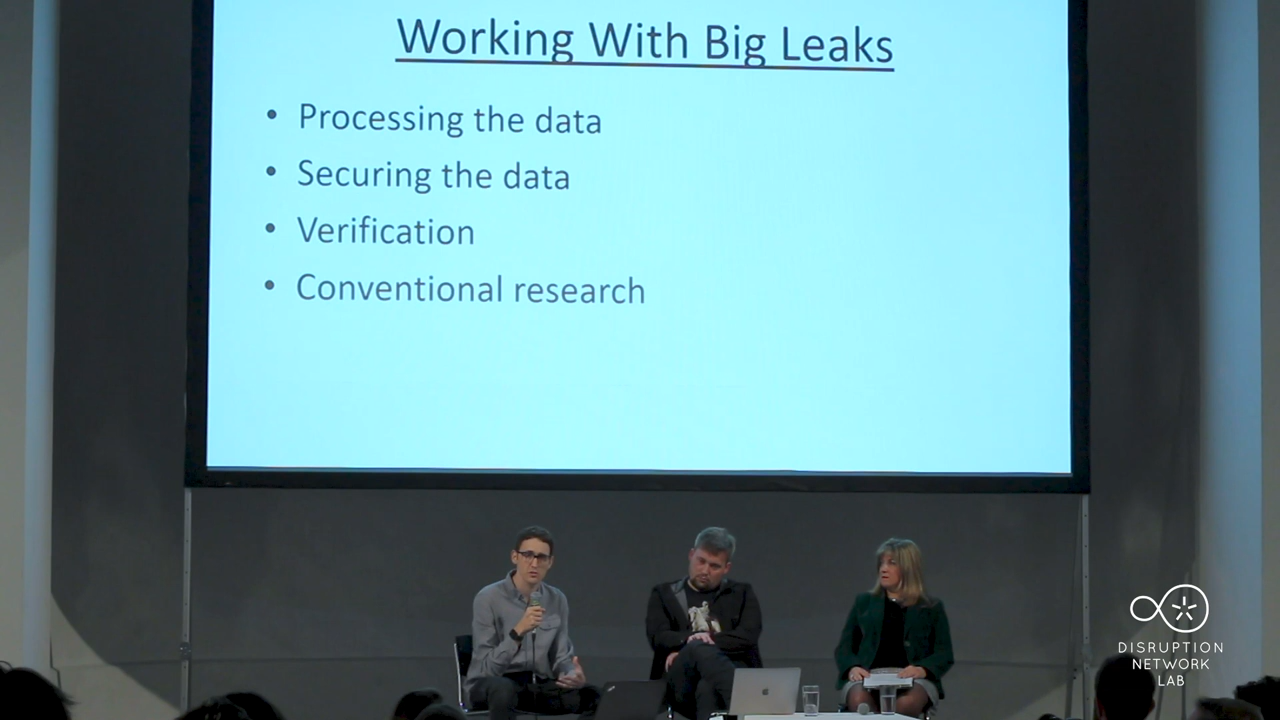 Working With Big Leaks
• Processing the data
• Securing the data
• Verification
• Conventional research
DISRUPTION
NETWORK
LAB